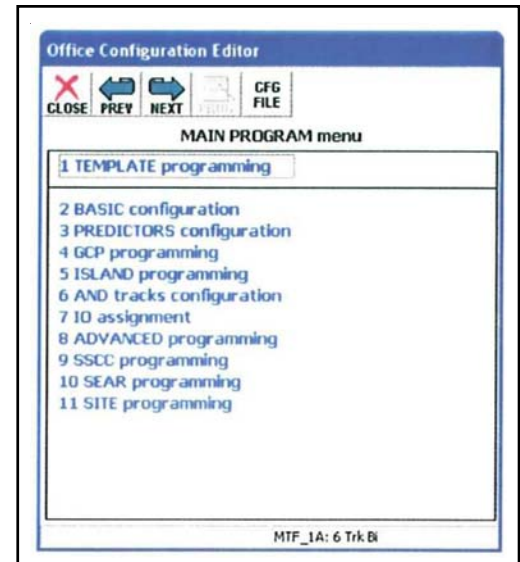 Office Configuration Editor
CLOSE PREV NEXT CFG FILE
MAIN PROGRAM menu
1 TEMPLATE programming
2 BASIC configuration
3 PREDICTORS configuration
4 GCP programming
5 ISLAND programming
6 AND tracks configuration
7 IO assignment
8 ADVANCED programming
9 SSCC programming
10 SEAR programming
11 SITE programming
MTF_1A: 6 Trk Bi